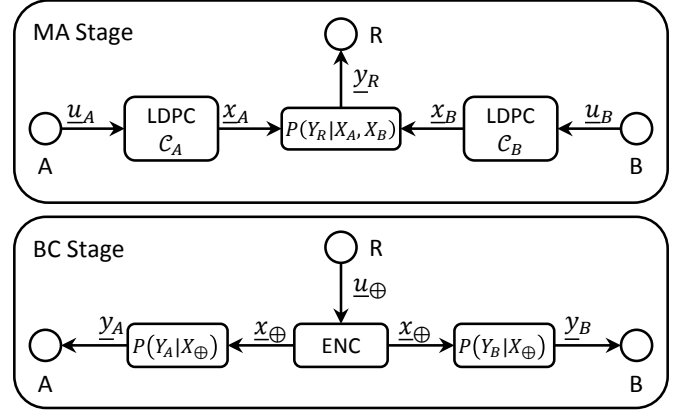 MA Stage
R
y_R
u_A
LDPC
𝒞_A
x_A
P(Y_R|X_A, X_B)
x_B
LDPC
𝒞_B
u_B
A
B
BC Stage
R
u_⊕
y_A
P(Y_A|X_⊕)
x_⊕
ENC
x_⊕
P(Y_B|X_⊕)
y_B
A
B